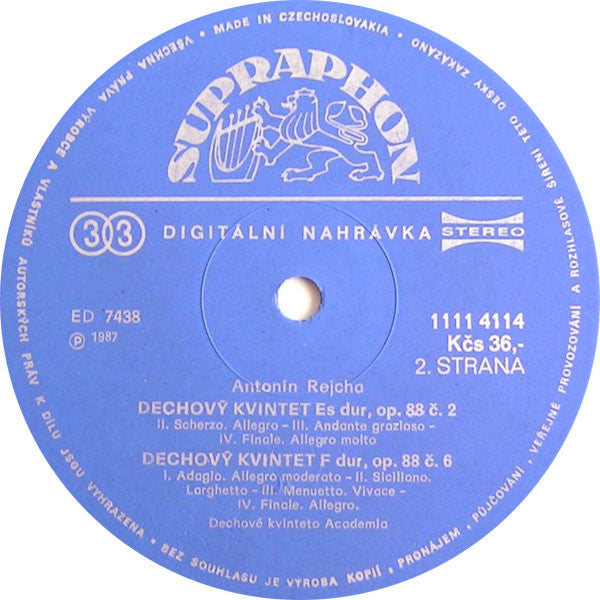 • MADE IN CZECHOSLOVAKIA •
VŠECHNA PRÁVA VÝROBCE A VLASTNÍKŮ AUTORSKÝCH PRÁV K DÍLU JSOU VYHRAZENA • BEZ SOUHLASU JE VÝROBA KOPIÍ, PRONÁJEM, PŮJČOVÁNÍ, VEŘEJNÉ PROVOZOVÁNÍ A ROZHLASOVÉ ŠÍŘENÍ TÉTO DESKY ZAKÁZÁNO
SUPRAPHON
33 DIGITÁLNÍ NAHRÁVKA STEREO
ED 7438
℗ 1987
1111 4114
Kčs 36,-
2. STRANA
Antonín Rejcha
DECHOVÝ KVINTET Es dur, op. 88 č. 2
II. Scherzo. Allegro – III. Andante grazioso –
IV. Finale. Allegro molto
DECHOVÝ KVINTET F dur, op. 88 č. 6
I. Adagio. Allegro moderato – II. Siciliano.
Larghetto – III. Menuetto. Vivace –
IV. Finale. Allegro.
Dechové kvinteto Academia